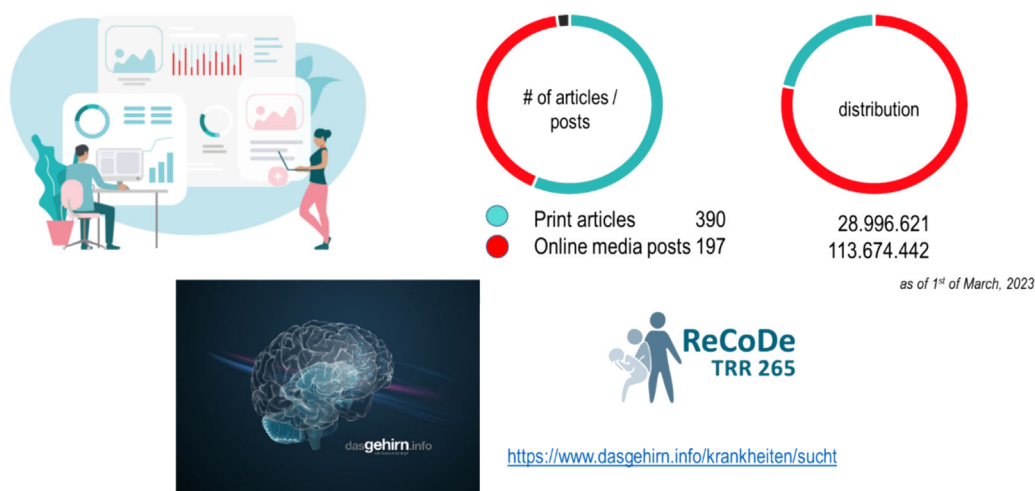 # of articles /
posts
distribution
Print articles 390 28.996.621
Online media posts 197 113.674.442
as of 1st of March, 2023
ReCoDe
TRR 265
dasgehirn.info
https://www.dasgehirn.info/krankheiten/sucht